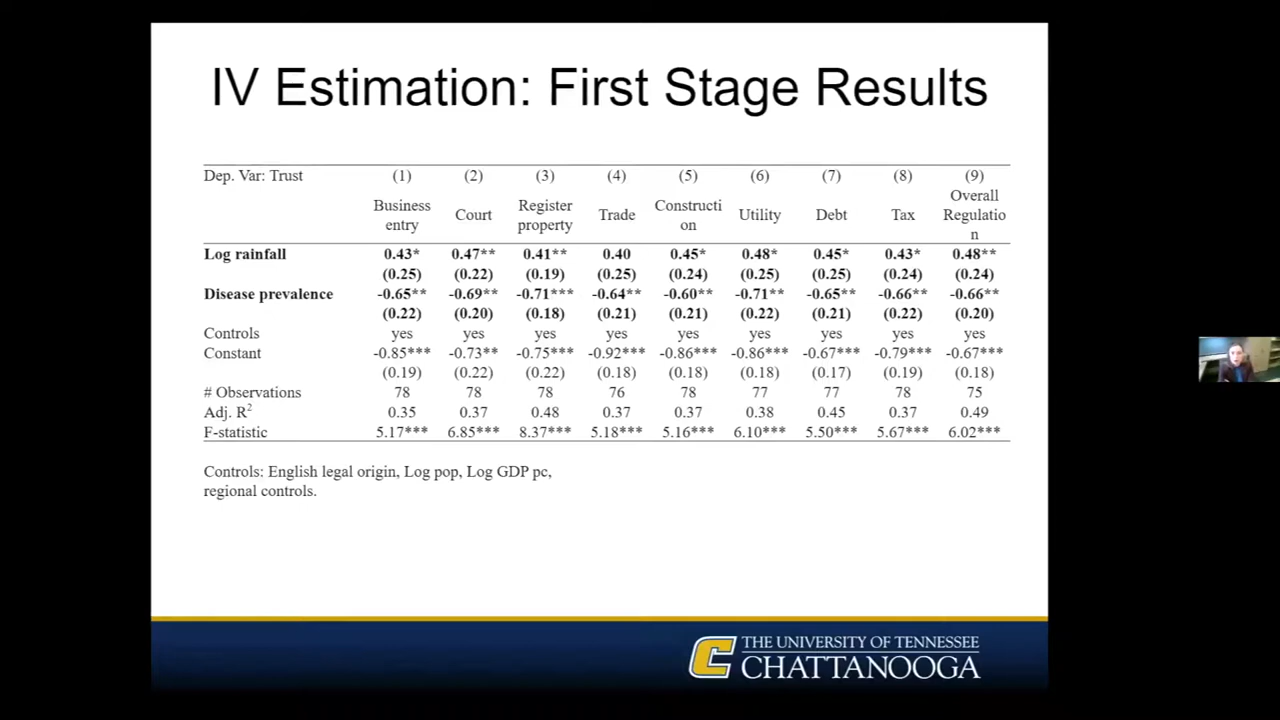 IV Estimation: First Stage Results
Dep. Var: Trust (1) (2) (3) (4) (5) (6) (7) (8) (9)
Business entry Court Register property Trade Constructi on Utility Debt Tax Overall Regulatio n
Log rainfall 0.43* 0.47** 0.41** 0.40 0.45* 0.48* 0.45* 0.43* 0.48**
(0.25) (0.22) (0.19) (0.25) (0.24) (0.25) (0.25) (0.24) (0.24)
Disease prevalence -0.65** -0.69** -0.71*** -0.64** -0.60** -0.71** -0.65** -0.66** -0.66**
(0.22) (0.20) (0.18) (0.21) (0.21) (0.22) (0.21) (0.22) (0.20)
Controls yes yes yes yes yes yes yes yes yes
Constant -0.85*** -0.73** -0.75*** -0.92*** -0.86*** -0.86*** -0.67*** -0.79*** -0.67***
(0.19) (0.22) (0.22) (0.18) (0.18) (0.18) (0.17) (0.19) (0.18)
# Observations 78 78 78 76 78 77 77 78 75
Adj. R2 0.35 0.37 0.48 0.37 0.37 0.38 0.45 0.37 0.49
F-statistic 5.17*** 6.85*** 8.37*** 5.18*** 5.16*** 6.10*** 5.50*** 5.67*** 6.02***
Controls: English legal origin, Log pop, Log GDP pc,
regional controls.
THE UNIVERSITY OF TENNESSEE
CHATTANOOGA